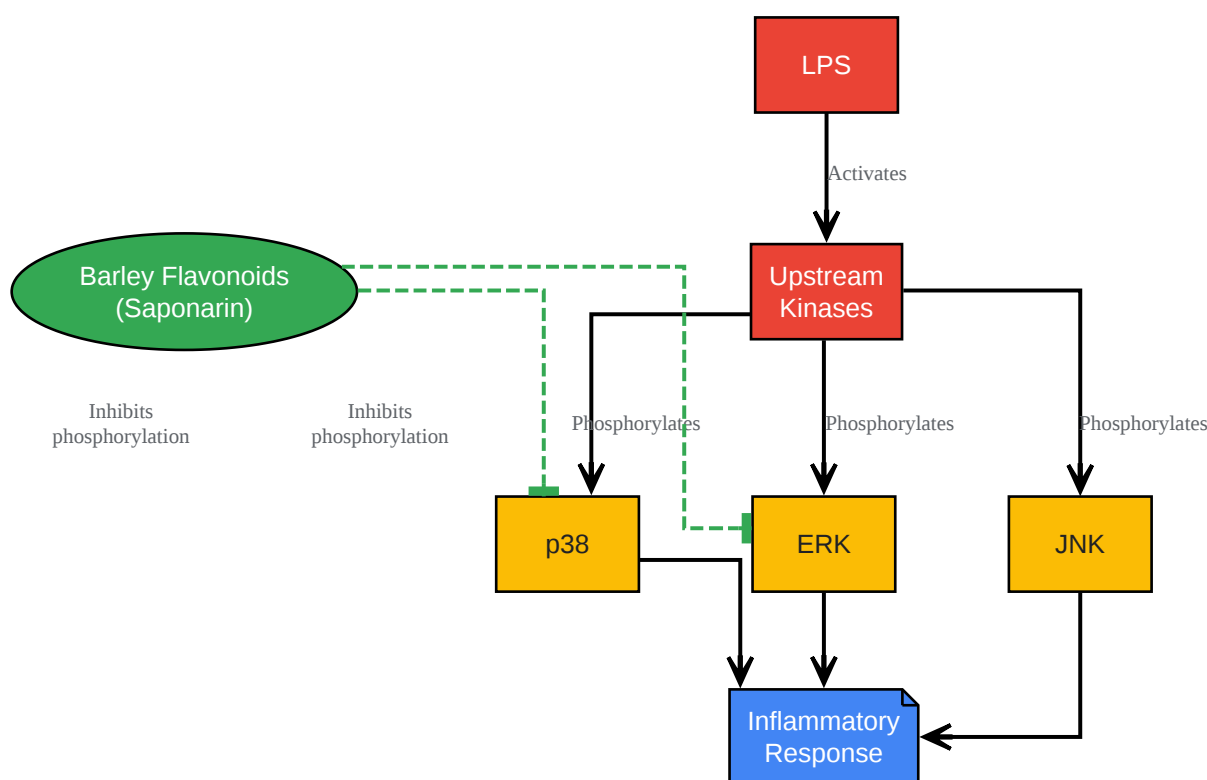 LPS
Activates
Barley Flavonoids
(Saponarin)
Upstream
Kinases
Inhibits
phosphorylation
Inhibits
phosphorylation
Phosphorylates
Phosphorylates
Phosphorylates
p38
ERK
JNK
Inflammatory
Response